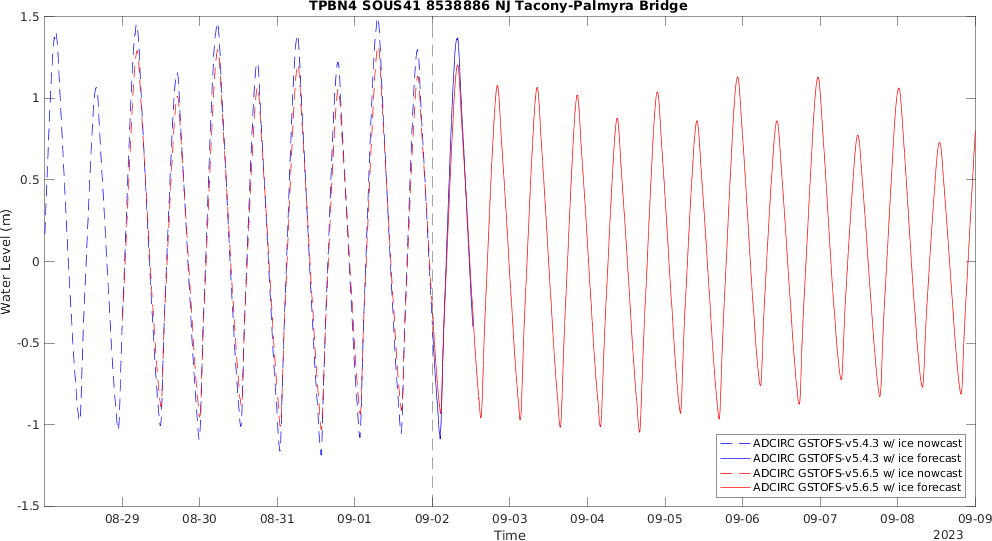 TPBN4 SOUS41 8538886 NJ Tacony-Palmyra Bridge
1.5
1
0.5
0
-0.5
-1
-1.5
Water Level (m)
ADCIRC GSTOFS-v5.4.3 w/ ice nowcast
ADCIRC GSTOFS-v5.4.3 w/ ice forecast
ADCIRC GSTOFS-v5.6.5 w/ ice nowcast
ADCIRC GSTOFS-v5.6.5 w/ ice forecast
08-29 08-30 08-31 09-01 09-02 09-03 09-04 09-05 09-06 09-07 09-08 09-09
Time
2023